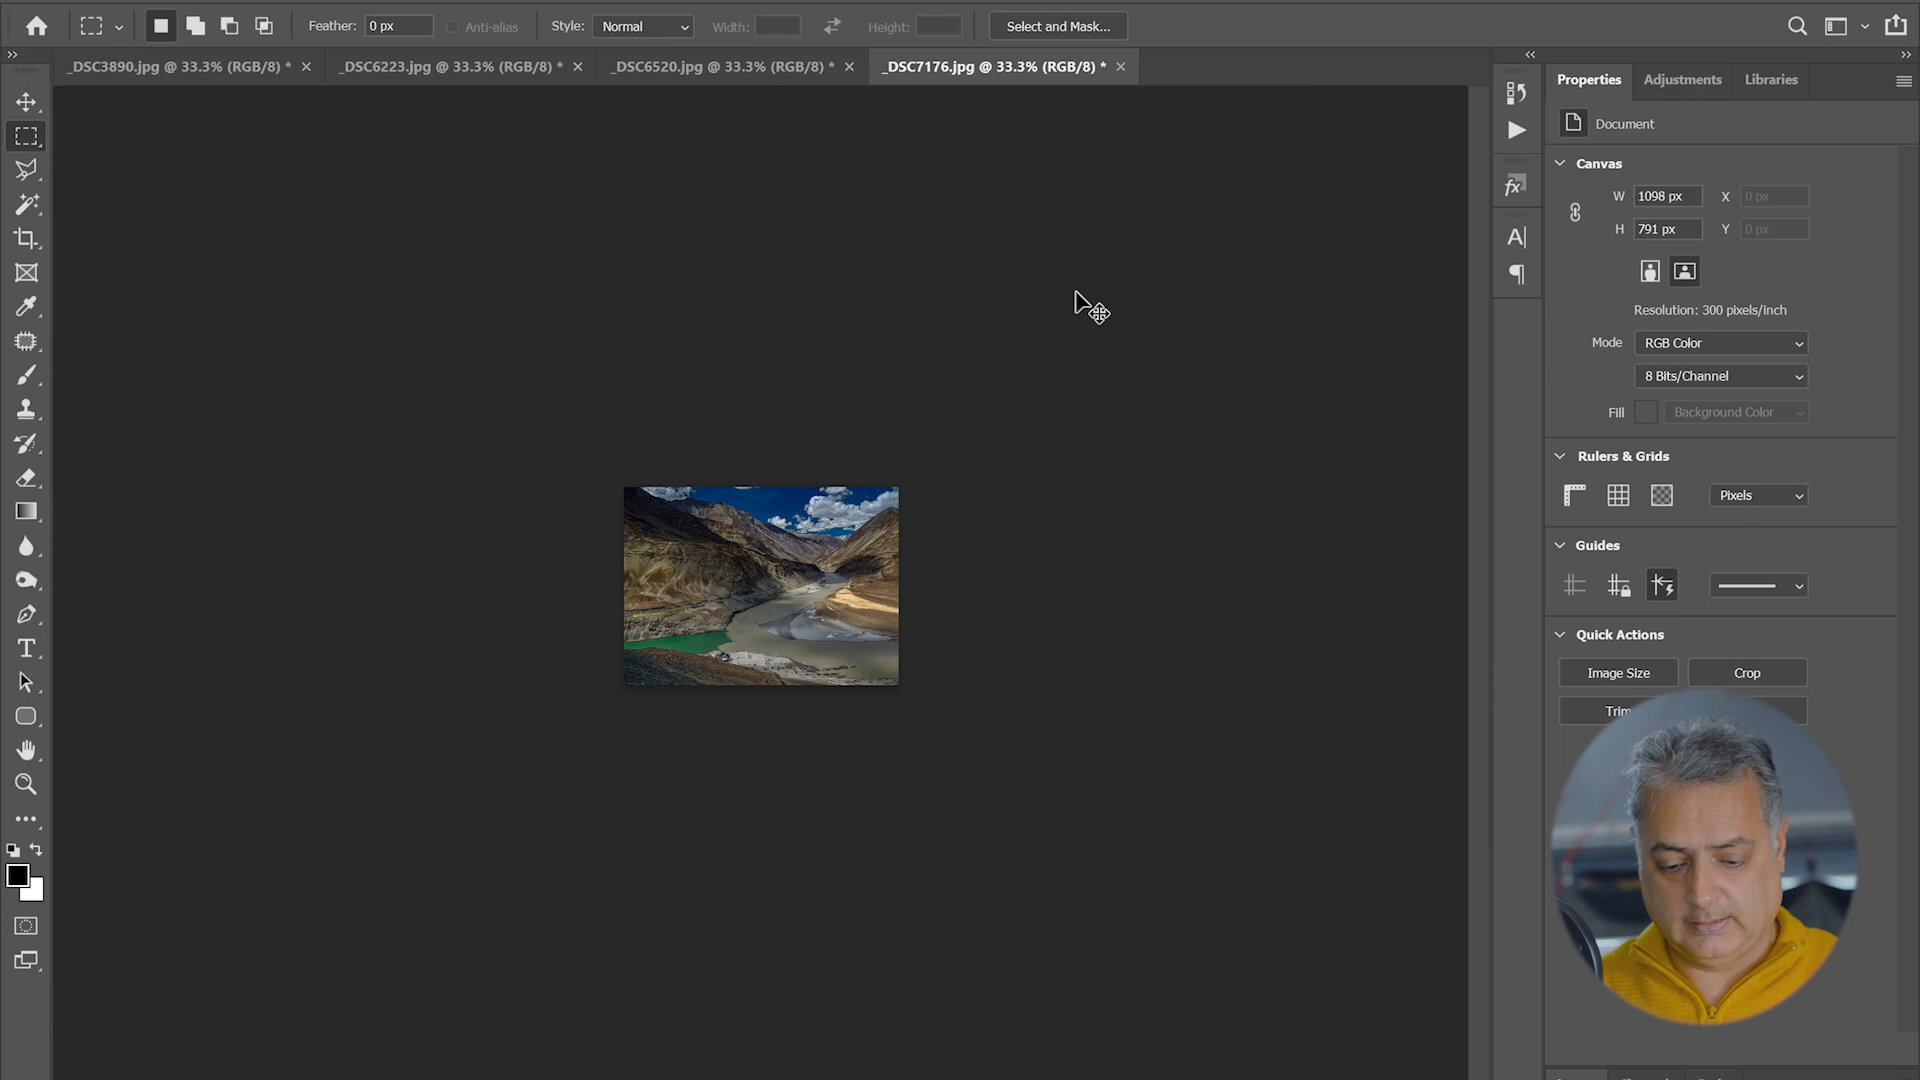 Feather: 0 px Anti-alias Style: Normal Width: Height: Select and Mask...
_DSC3890.jpg @ 33.3% (RGB/8) * _DSC6223.jpg @ 33.3% (RGB/8) * _DSC6520.jpg @ 33.3% (RGB/8) * _DSC7176.jpg @ 33.3% (RGB/8) *
Properties Adjustments Libraries
Document
Canvas
W 1098 px X 0 px
H 791 px Y 0 px
Resolution: 300 pixels/inch
Mode RGB Color
8 Bits/Channel
Fill Background Color
Rulers & Grids
Pixels
Guides
Quick Actions
Image Size Crop
Trim